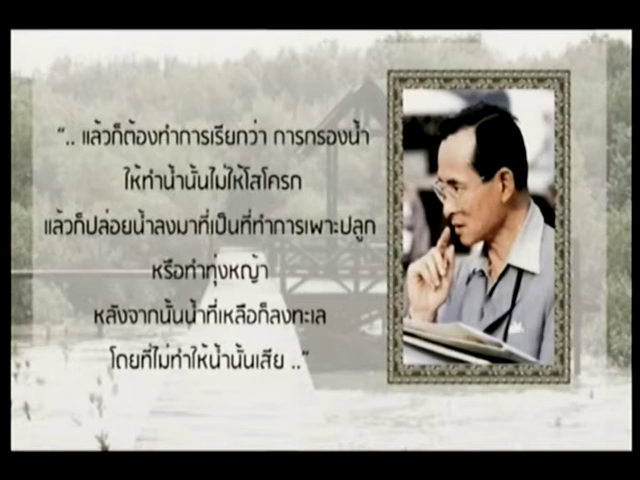 “.. แล้วก็ต้องทำการเรียกว่า การกรองน้ำ
ให้ทำน้ำนั้นไม่ให้โสโครก
แล้วก็ปล่อยน้ำลงมาที่เป็นที่ทำการเพาะปลูก
หรือทำทุ่งหญ้า
หลังจากนั้นน้ำที่เหลือก็ลงทะเล
โดยที่ไม่ทำให้น้ำนั้นเสีย ..”